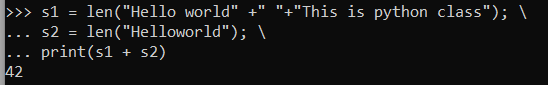 >>> s1 = len("Hello world" +" "+"This is python class"); \
... s2 = len("Helloworld"); \
... print(s1 + s2)
42